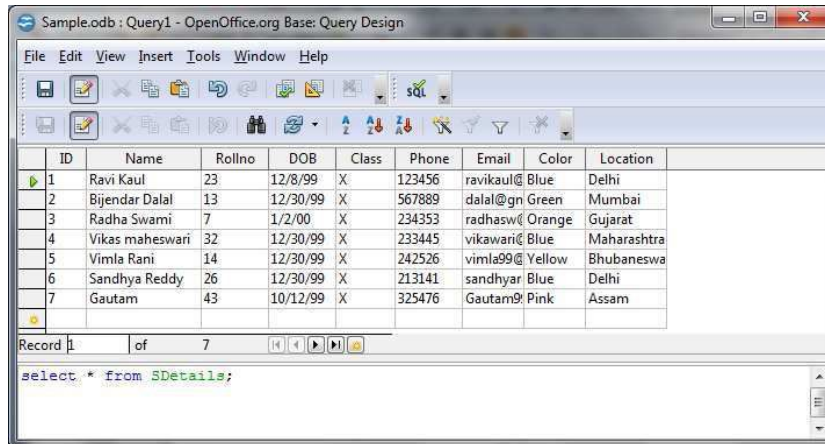 Sample.odb : Query1 - OpenOffice.org Base: Query Design
File Edit View Insert Tools Window Help
SQL
ID Name Rollno DOB Class Phone Email Color Location
1 Ravi Kaul 23 12/8/99 X 123456 ravikaul@ Blue Delhi
2 Bijendar Dalal 13 12/30/99 X 567889 dalal@gn Green Mumbai
3 Radha Swami 7 1/2/00 X 234353 radhasw@ Orange Gujarat
4 Vikas maheswari 32 12/30/99 X 233445 vikawari@ Blue Maharashtra
5 Vimla Rani 14 12/30/99 X 242526 vimla99@ Yellow Bhubaneswa
6 Sandhya Reddy 26 12/30/99 X 213141 sandhyar Blue Delhi
7 Gautam 43 10/12/99 X 325476 Gautam9 Pink Assam
Record 1 of 7
select * from SDetails;